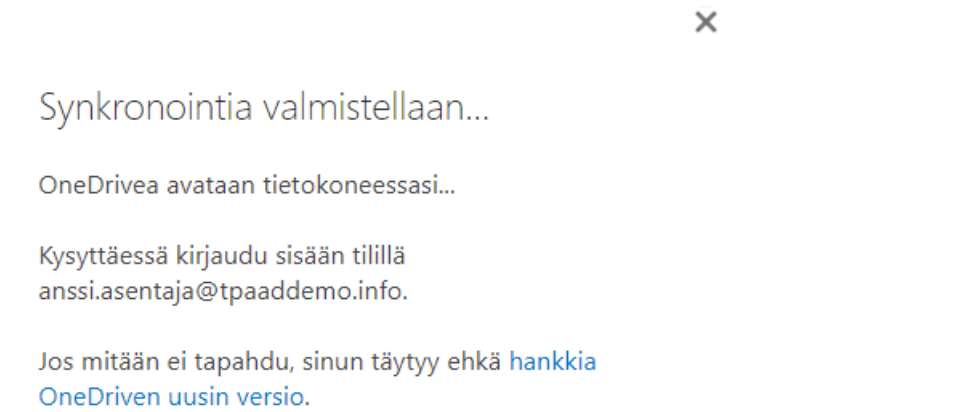 Synkronointia valmistellaan...
OneDrivea avataan tietokoneessasi...
Kysyttäessä kirjaudu sisään tilillä
anssi.asentaja@tpaaddemo.info.
Jos mitään ei tapahdu, sinun täytyy ehkä hankkia
OneDriven uusin versio.